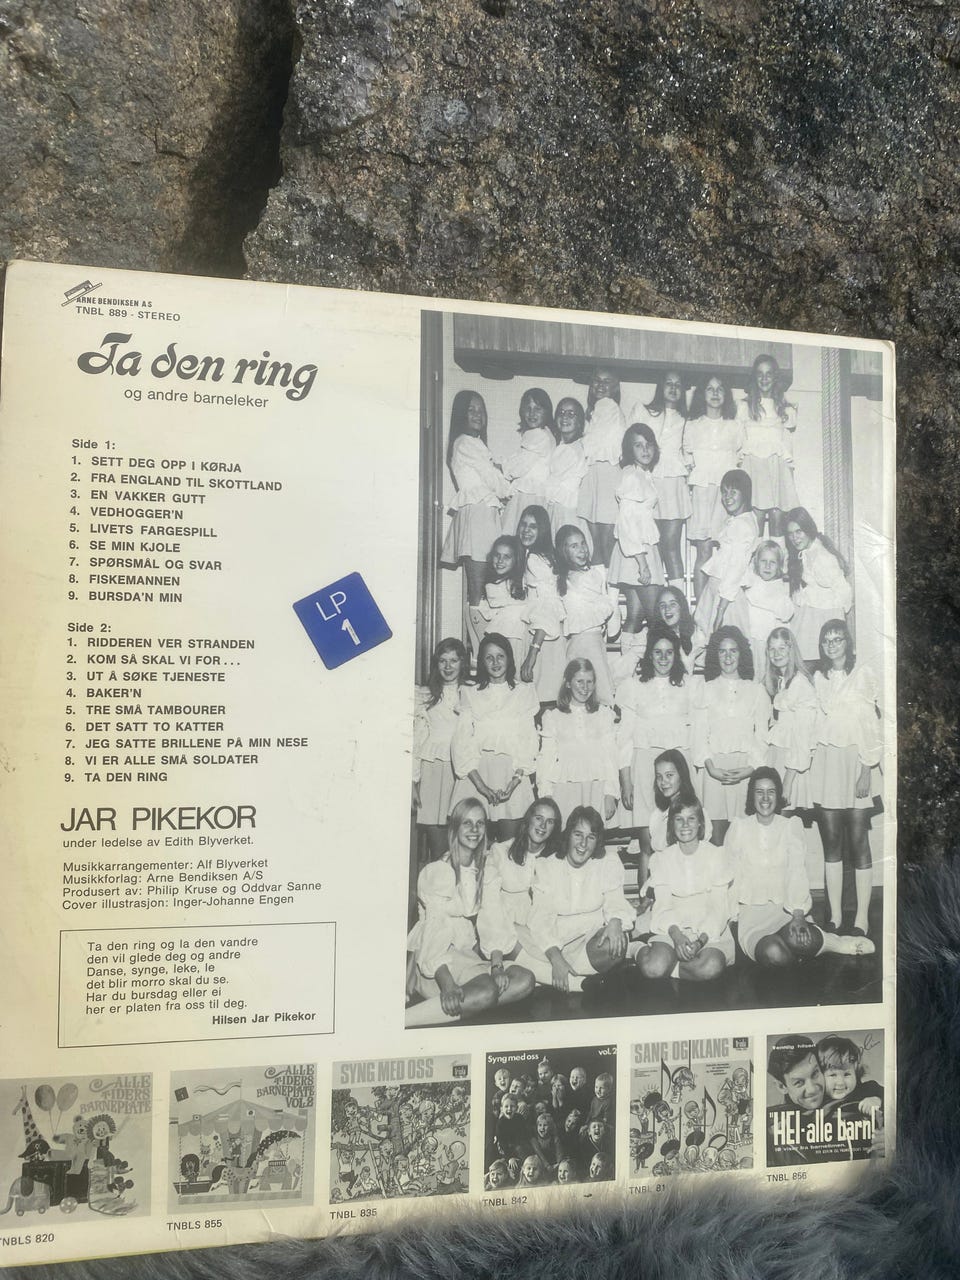 ARNE BENDIKSEN A S
TNBL 889 - STEREO
Ta den ring
og andre barneleker
Side 1:
1. SETT DEG OPP I KØRJA
2. FRA ENGLAND TIL SKOTTLAND
3. EN VAKKER GUTT
4. VEDHOGGER'N
5. LIVETS FARGESPILL
6. SE MIN KJOLE
7. SPØRSMÅL OG SVAR
8. FISKEMANNEN
9. BURSDA'N MIN
LP
1
Side 2:
1. RIDDEREN VER STRANDEN
2. KOM SÅ SKAL VI FOR...
3. UT Å SØKE TJENESTE
4. BAKER'N
5. TRE SMÅ TAMBOURER
6. DET SATT TO KATTER
7. JEG SATTE BRILLENE PÅ MIN NESE
8. VI ER ALLE SMÅ SOLDATER
9. TA DEN RING
JAR PIKEKOR
under ledelse av Edith Blyverket.
Musikkarrangementer: Alf Blyverket
Musikkforlag: Arne Bendiksen A/S
Produsert av: Philip Kruse og Oddvar Sanne
Cover illustrasjon: Inger-Johanne Engen
Ta den ring og la den vandre
den vil glede deg og andre
Danse, synge, leke, le
det blir morro skal du se.
Har du bursdag eller ei
her er platen fra oss til deg.
Hilsen Jar Pikekor
ALLE
TIDERS
BARNEPLATE
TNBLS 820
ALLE
TIDERS
BARNEPLATE
VOL.2
TNBLS 855
SYNG MED OSS
TNBL 835
Syng med oss vol.2
TNBL 842
SANG OG KLANG
TNBL 81
"HEI-alle barn!"
TNBL 856